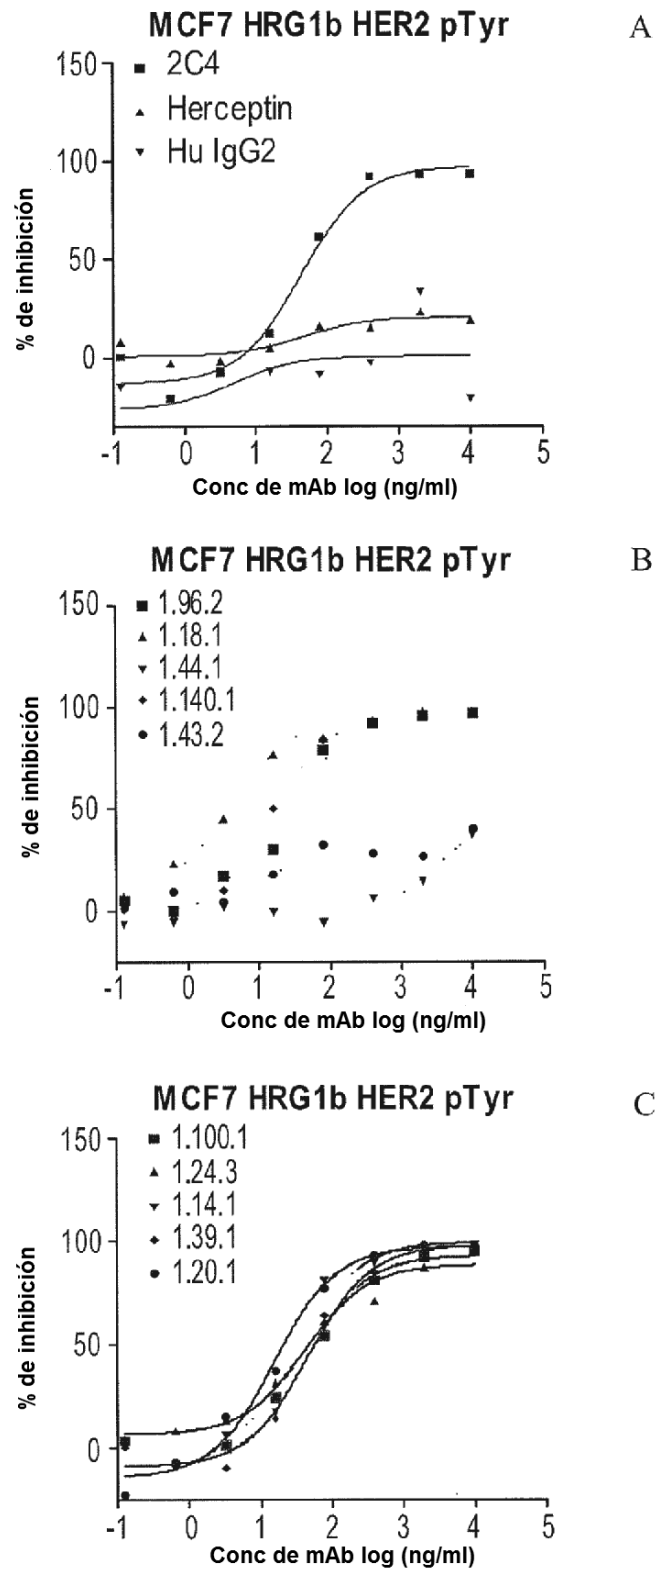 MCF7 HRG1b HER2 pTyr
A
150
100
50
0
2C4
Herceptin
Hu IgG2
% de inhibición
-1 0 1 2 3 4 5
Conc de mAb log (ng/ml)
MCF7 HRG1b HER2 pTyr
B
150
100
50
0
1.96.2
1.18.1
1.44.1
1.140.1
1.43.2
% de inhibición
-1 0 1 2 3 4 5
Conc de mAb log (ng/ml)
MCF7 HRG1b HER2 pTyr
C
150
100
50
0
1.100.1
1.24.3
1.14.1
1.39.1
1.20.1
% de inhibición
-1 0 1 2 3 4 5
Conc de mAb log (ng/ml)